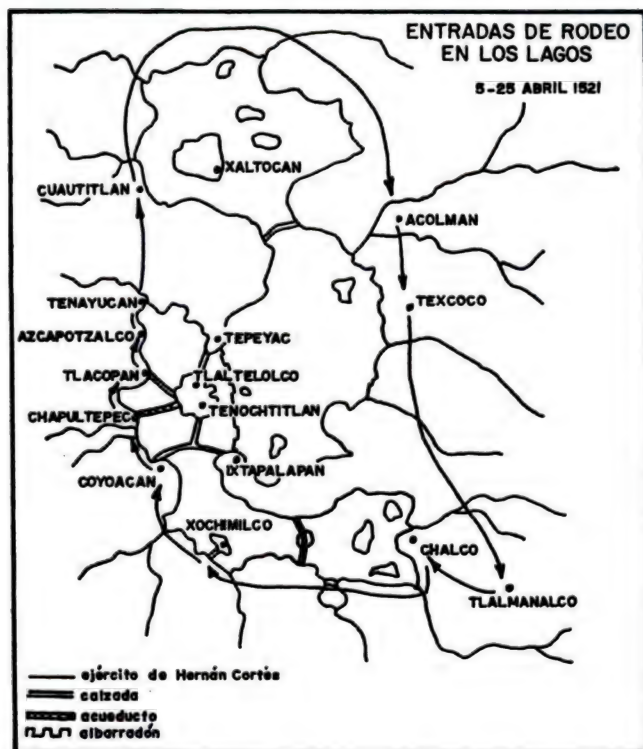 ENTRADAS DE RODEO
EN LOS LAGOS
5-25 ABRIL 1521
XALTOCAN
CUAUTITLAN
ACOLMAN
TENAYUCAN
TEXCOCO
AZCAPOTZALCO
TEPEYAC
TLACOPAN
TLALTELOLCO
CHAPULTEPEC
TENOCHTITLAN
COYOACAN
IXTAPALAPAN
XOCHIMILCO
CHALCO
TLALMANALCO
ejército de Hernán Cortés
calzada
acueducto
albarradón